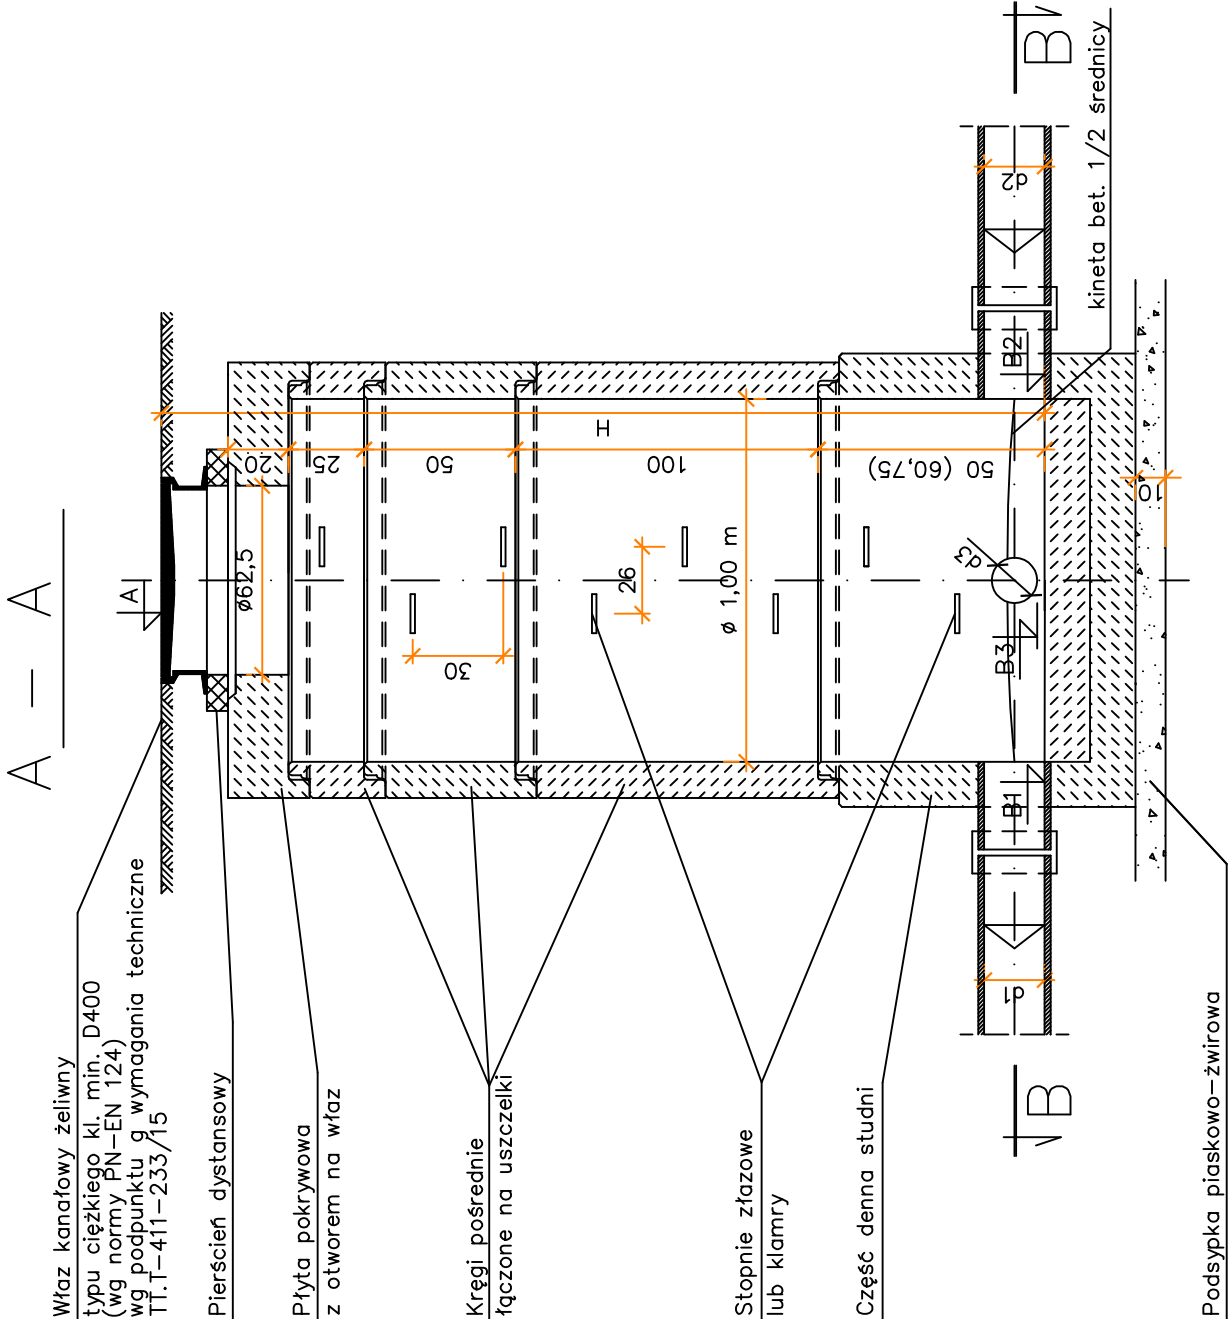 A – A
Właz kanałowy żeliwny
typu ciężkiego kl. min. D400
(wg normy PN–EN 124)
wg podpunktu g wymagania techniczne
TT.T–411–233/15
Pierścień dystansowy
Płyta pokrywowa
z otworem na właz
Kręgi pośrednie
łączone na uszczelki
Stopnie złazowe
lub klamry
Część denna studni
Podsypka piaskowo–żwirowa
kineta bet. 1/2 średnicy
A
ø62,5
20
25
50
100
50 (60,75)
H
30
26
ø 1,00 m
10
d1
d2
d3
B1
B2
B3
B
B